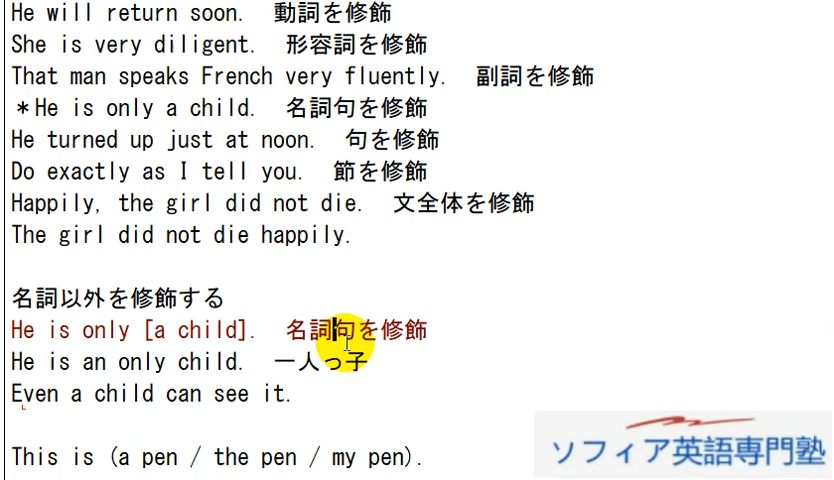 He will return soon.  動詞を修飾
She is very diligent.  形容詞を修飾
That man speaks French very fluently.  副詞を修飾
＊He is only a child.  名詞句を修飾
He turned up just at noon.  句を修飾
Do exactly as I tell you.  節を修飾
Happily, the girl did not die.  文全体を修飾
The girl did not die happily.
名詞以外を修飾する
He is only [a child].  名詞句を修飾
He is an only child.  一人っ子
Even a child can see it.
This is (a pen / the pen / my pen).
ソフィア英語専門塾